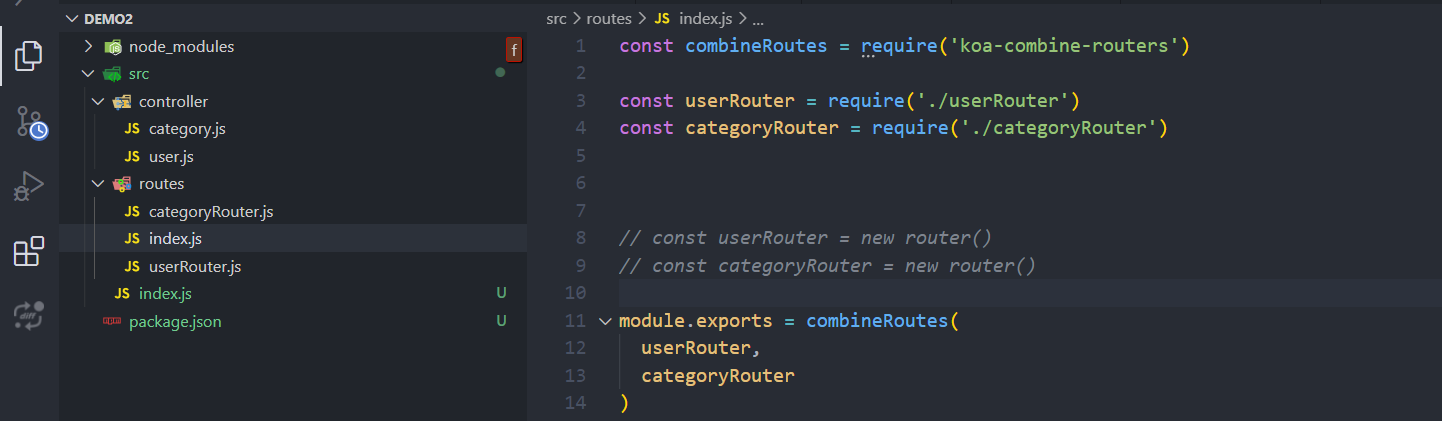 DEMO2
node_modules
f
src
controller
JS category.js
JS user.js
routes
JS categoryRouter.js
JS index.js
JS userRouter.js
JS index.js U
package.json U
src > routes > JS index.js > ...
1 const combineRoutes = require('koa-combine-routers')
2
3 const userRouter = require('./userRouter')
4 const categoryRouter = require('./categoryRouter')
5
6
7
8 // const userRouter = new router()
9 // const categoryRouter = new router()
10
11 module.exports = combineRoutes(
12 userRouter,
13 categoryRouter
14 )